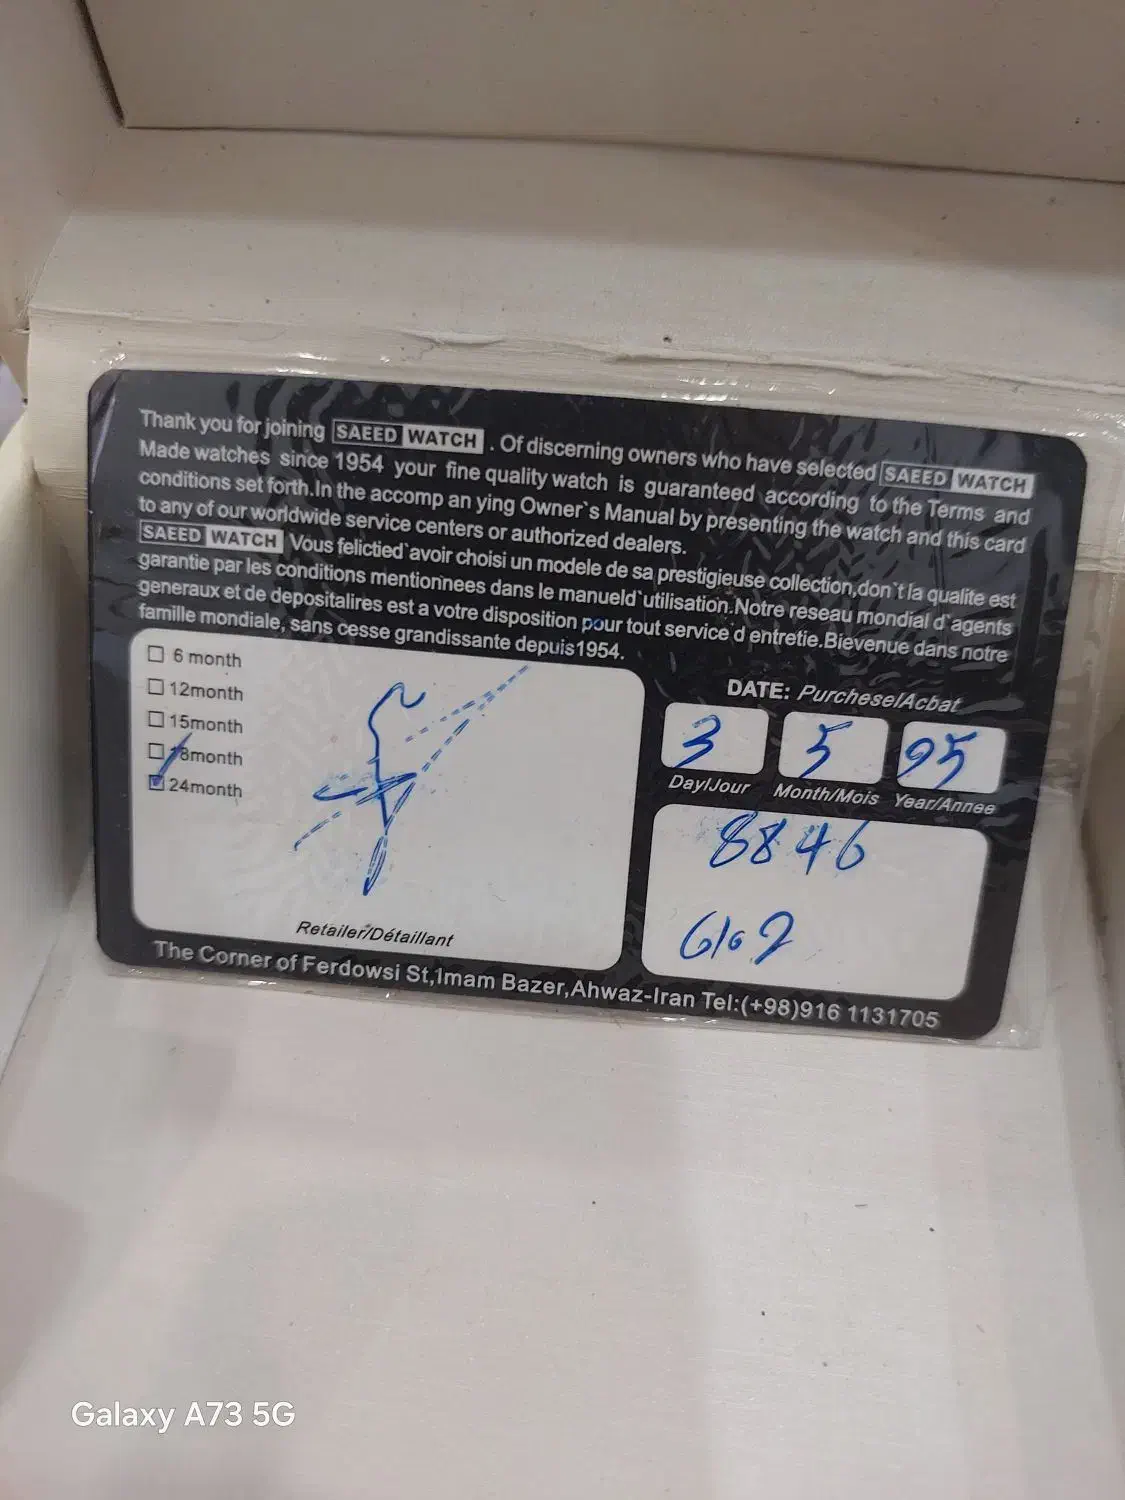 Thank you for joining SAEED WATCH . Of discerning owners who have selected SAEED WATCH
Made watches since 1954 your fine quality watch is guaranteed according to the Terms and
conditions set forth.In the accomp an ying Owner`s Manual by presenting the watch and this card
to any of our worldwide service centers or authorized dealers.
SAEED WATCH Vous felictied`avoir choisi un modele de sa prestigieuse collection,don`t la qualite est
garantie par les conditions mentionnees dans le manueld`utilisation.Notre reseau mondial d`agents
generaux et de depositalires est a votre disposition pour tout service d entretie.Bievenue dans notre
famille mondiale, sans cesse grandissante depuis1954.
6 month
12month
15month
18month
24month
Retailer/Détaillant
DATE: Purchesel Acbat
3 5 95
Day/Jour Month/Mois Year/Annee
8846
6102
The Corner of Ferdowsi St,1mam Bazer,Ahwaz-Iran Tel:(+98)916 1131705
Galaxy A73 5G